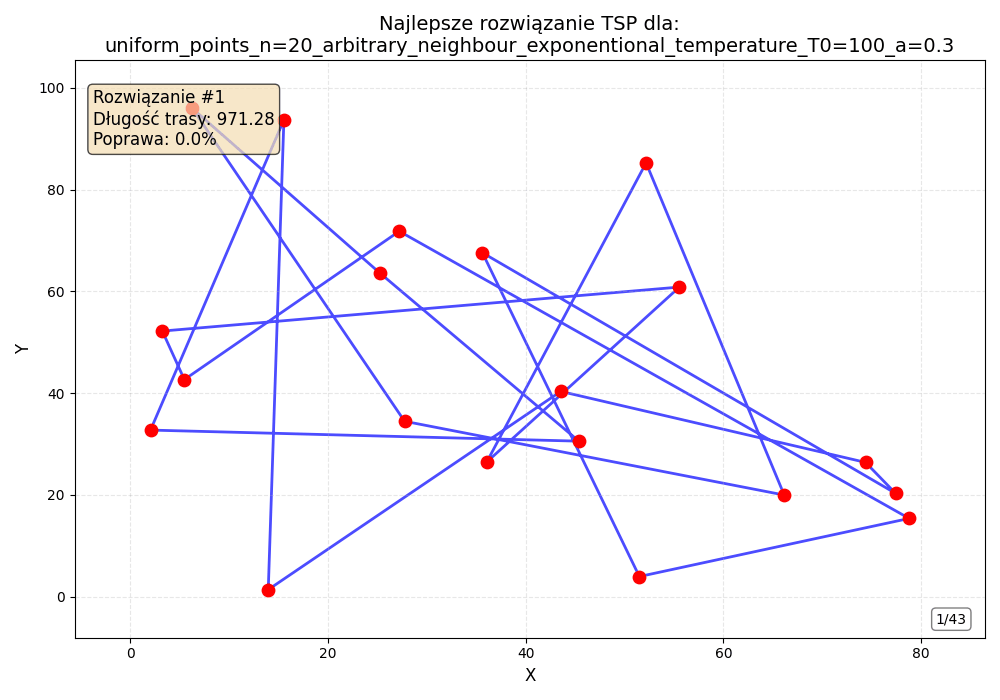 Najlepsze rozwiązanie TSP dla:
uniform_points_n=20_arbitrary_neighbour_exponential_temperature_T0=100_a=0.3
Rozwiązanie #1
Długość trasy: 971.28
Poprawa: 0.0%
100
80
60
40
20
0
Y
1/43
0 20 40 60 80
X